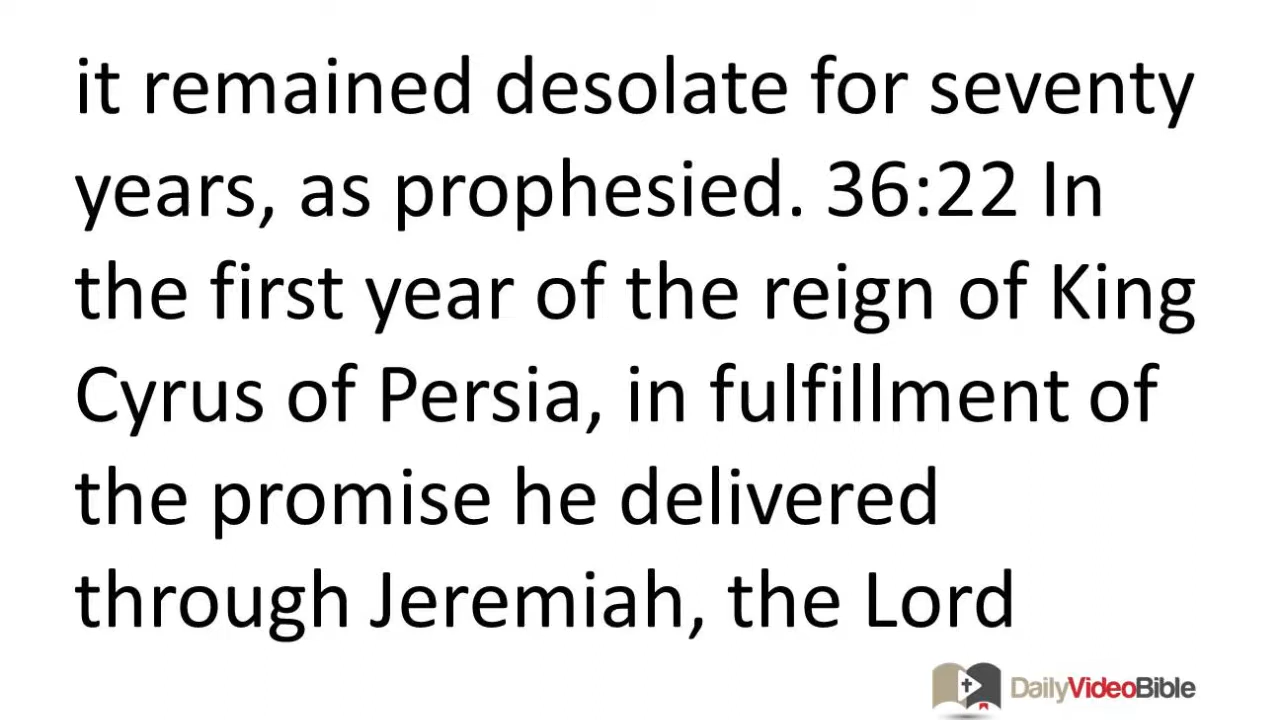 it remained desolate for seventy
years, as prophesied. 36:22 In
the first year of the reign of King
Cyrus of Persia, in fulfillment of
the promise he delivered
through Jeremiah, the Lord
DailyVideoBible